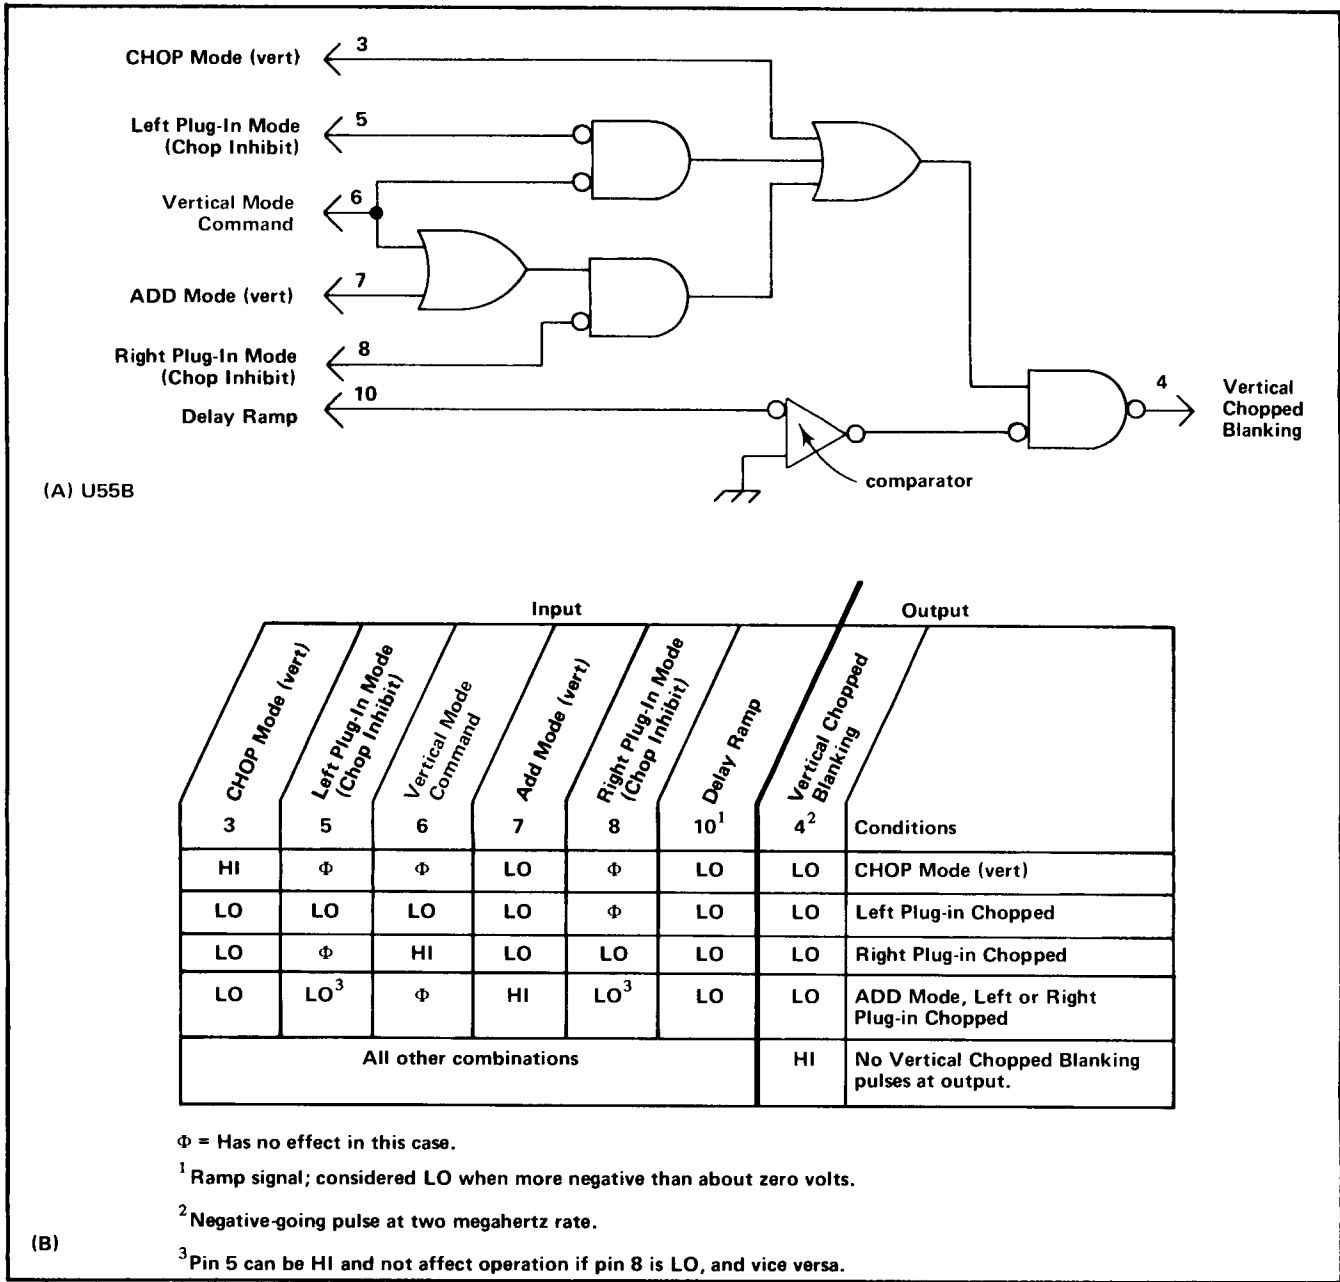 CHOP Mode (vert)
3
Left Plug-In Mode
(Chop Inhibit)
5
Vertical Mode
Command
6
ADD Mode (vert)
7
Right Plug-In Mode
(Chop Inhibit)
8
Delay Ramp
10
4
Vertical
Chopped
Blanking
comparator
(A) U55B
Input
Output
CHOP Mode (vert)
Left Plug-In Mode
(Chop Inhibit)
Vertical Mode
Command
Add Mode (vert)
Right Plug-In Mode
(Chop Inhibit)
Delay Ramp
Vertical Chopped
Blanking
3 5 6 7 8 10¹ 4² Conditions
HI Φ Φ LO Φ LO LO CHOP Mode (vert)
LO LO LO LO Φ LO LO Left Plug-in Chopped
LO Φ HI LO LO LO LO Right Plug-in Chopped
LO LO³ Φ HI LO³ LO LO ADD Mode, Left or Right
Plug-in Chopped
All other combinations HI No Vertical Chopped Blanking
pulses at output.
Φ = Has no effect in this case.
¹ Ramp signal; considered LO when more negative than about zero volts.
² Negative-going pulse at two megahertz rate.
³ Pin 5 can be HI and not affect operation if pin 8 is LO, and vice versa.
(B)